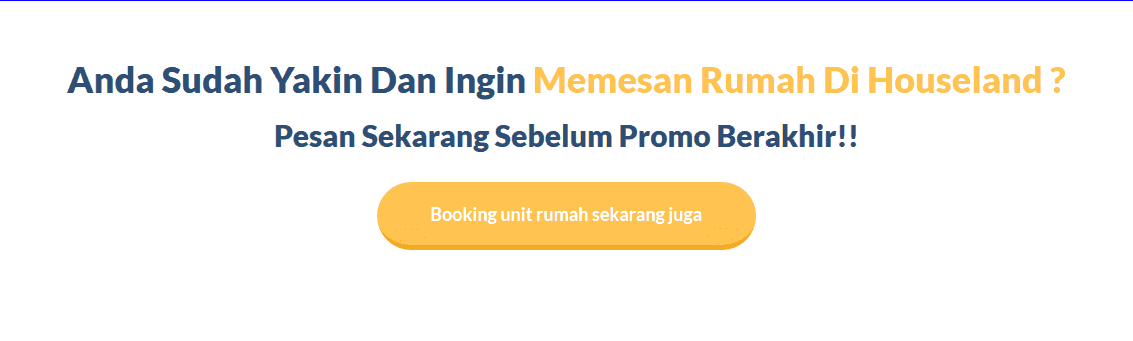 Anda Sudah Yakin Dan Ingin Memesan Rumah Di Houseland ?
Pesan Sekarang Sebelum Promo Berakhir!!
Booking unit rumah sekarang juga